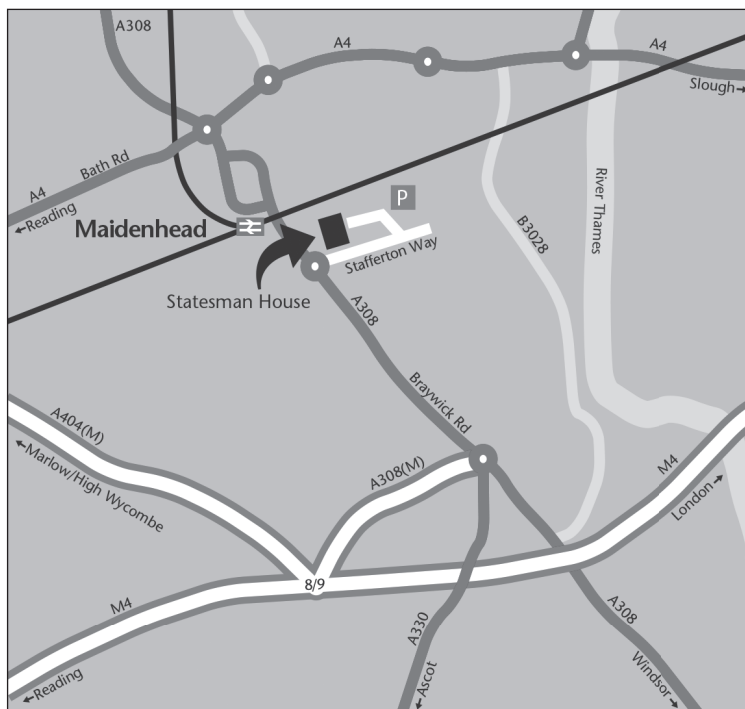 A308
A4
A4
Slough
Bath Rd
A4
Reading
Maidenhead
P
Stafferton Way
River Thames
B3028
Statesman House
A308
Braywick Rd
A404(M)
Marlow/High Wycombe
A308(M)
M4
London
8/9
M4
Reading
A330
Ascot
A308
Windsor